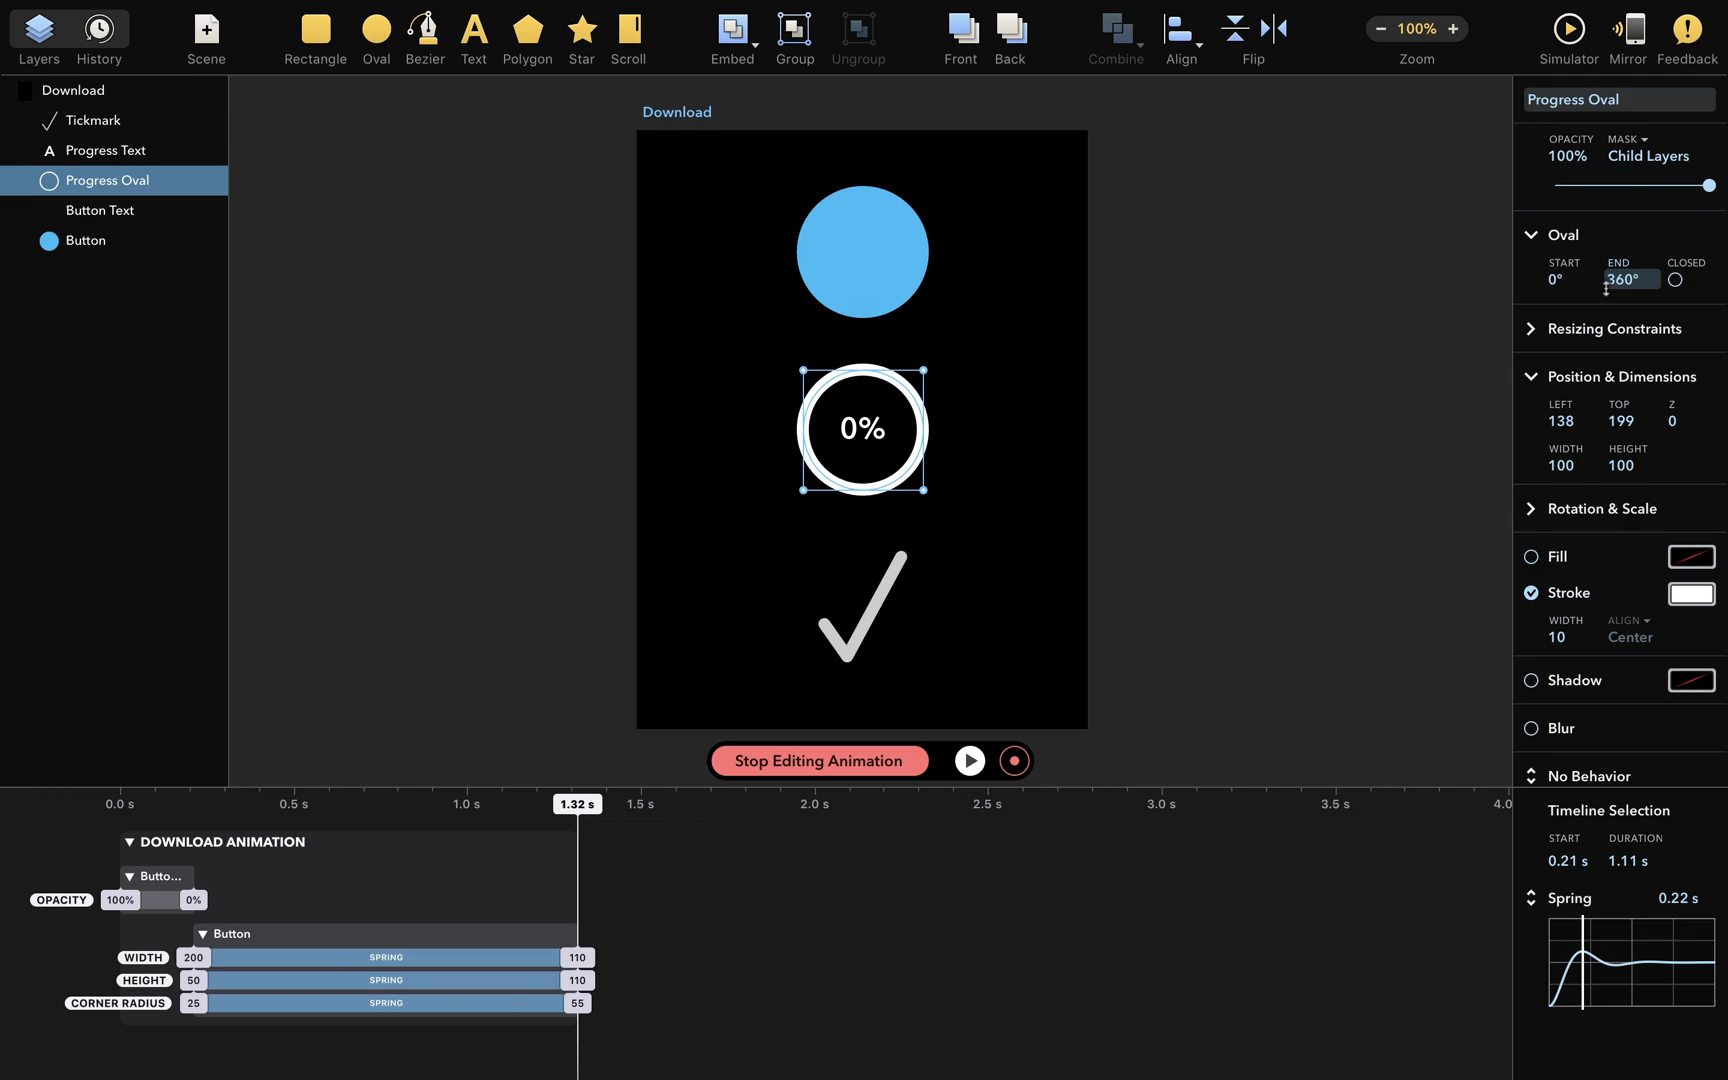 Layers
History
Scene
Rectangle
Oval
Bezier
Text
Polygon
Star
Scroll
Embed
Group
Ungroup
Front
Back
Combine
Align
Flip
100%
Zoom
Simulator
Mirror
Feedback
Download
Tickmark
A Progress Text
Progress Oval
Button Text
Button
Download
0%
Stop Editing Animation
Progress Oval
OPACITY MASK
100% Child Layers
Oval
START END CLOSED
0° 360°
Resizing Constraints
Position & Dimensions
LEFT TOP Z
138 199 0
WIDTH HEIGHT
100 100
Rotation & Scale
Fill
Stroke
WIDTH ALIGN
10 Center
Shadow
Blur
No Behavior
0.0 s 0.5 s 1.0 s 1.32 s 1.5 s 2.0 s 2.5 s 3.0 s 3.5 s 4.0
DOWNLOAD ANIMATION
Butto...
OPACITY 100% 0%
Button
WIDTH 200 SPRING 110
HEIGHT 50 SPRING 110
CORNER RADIUS 25 SPRING 55
Timeline Selection
START DURATION
0.21 s 1.11 s
Spring 0.22 s